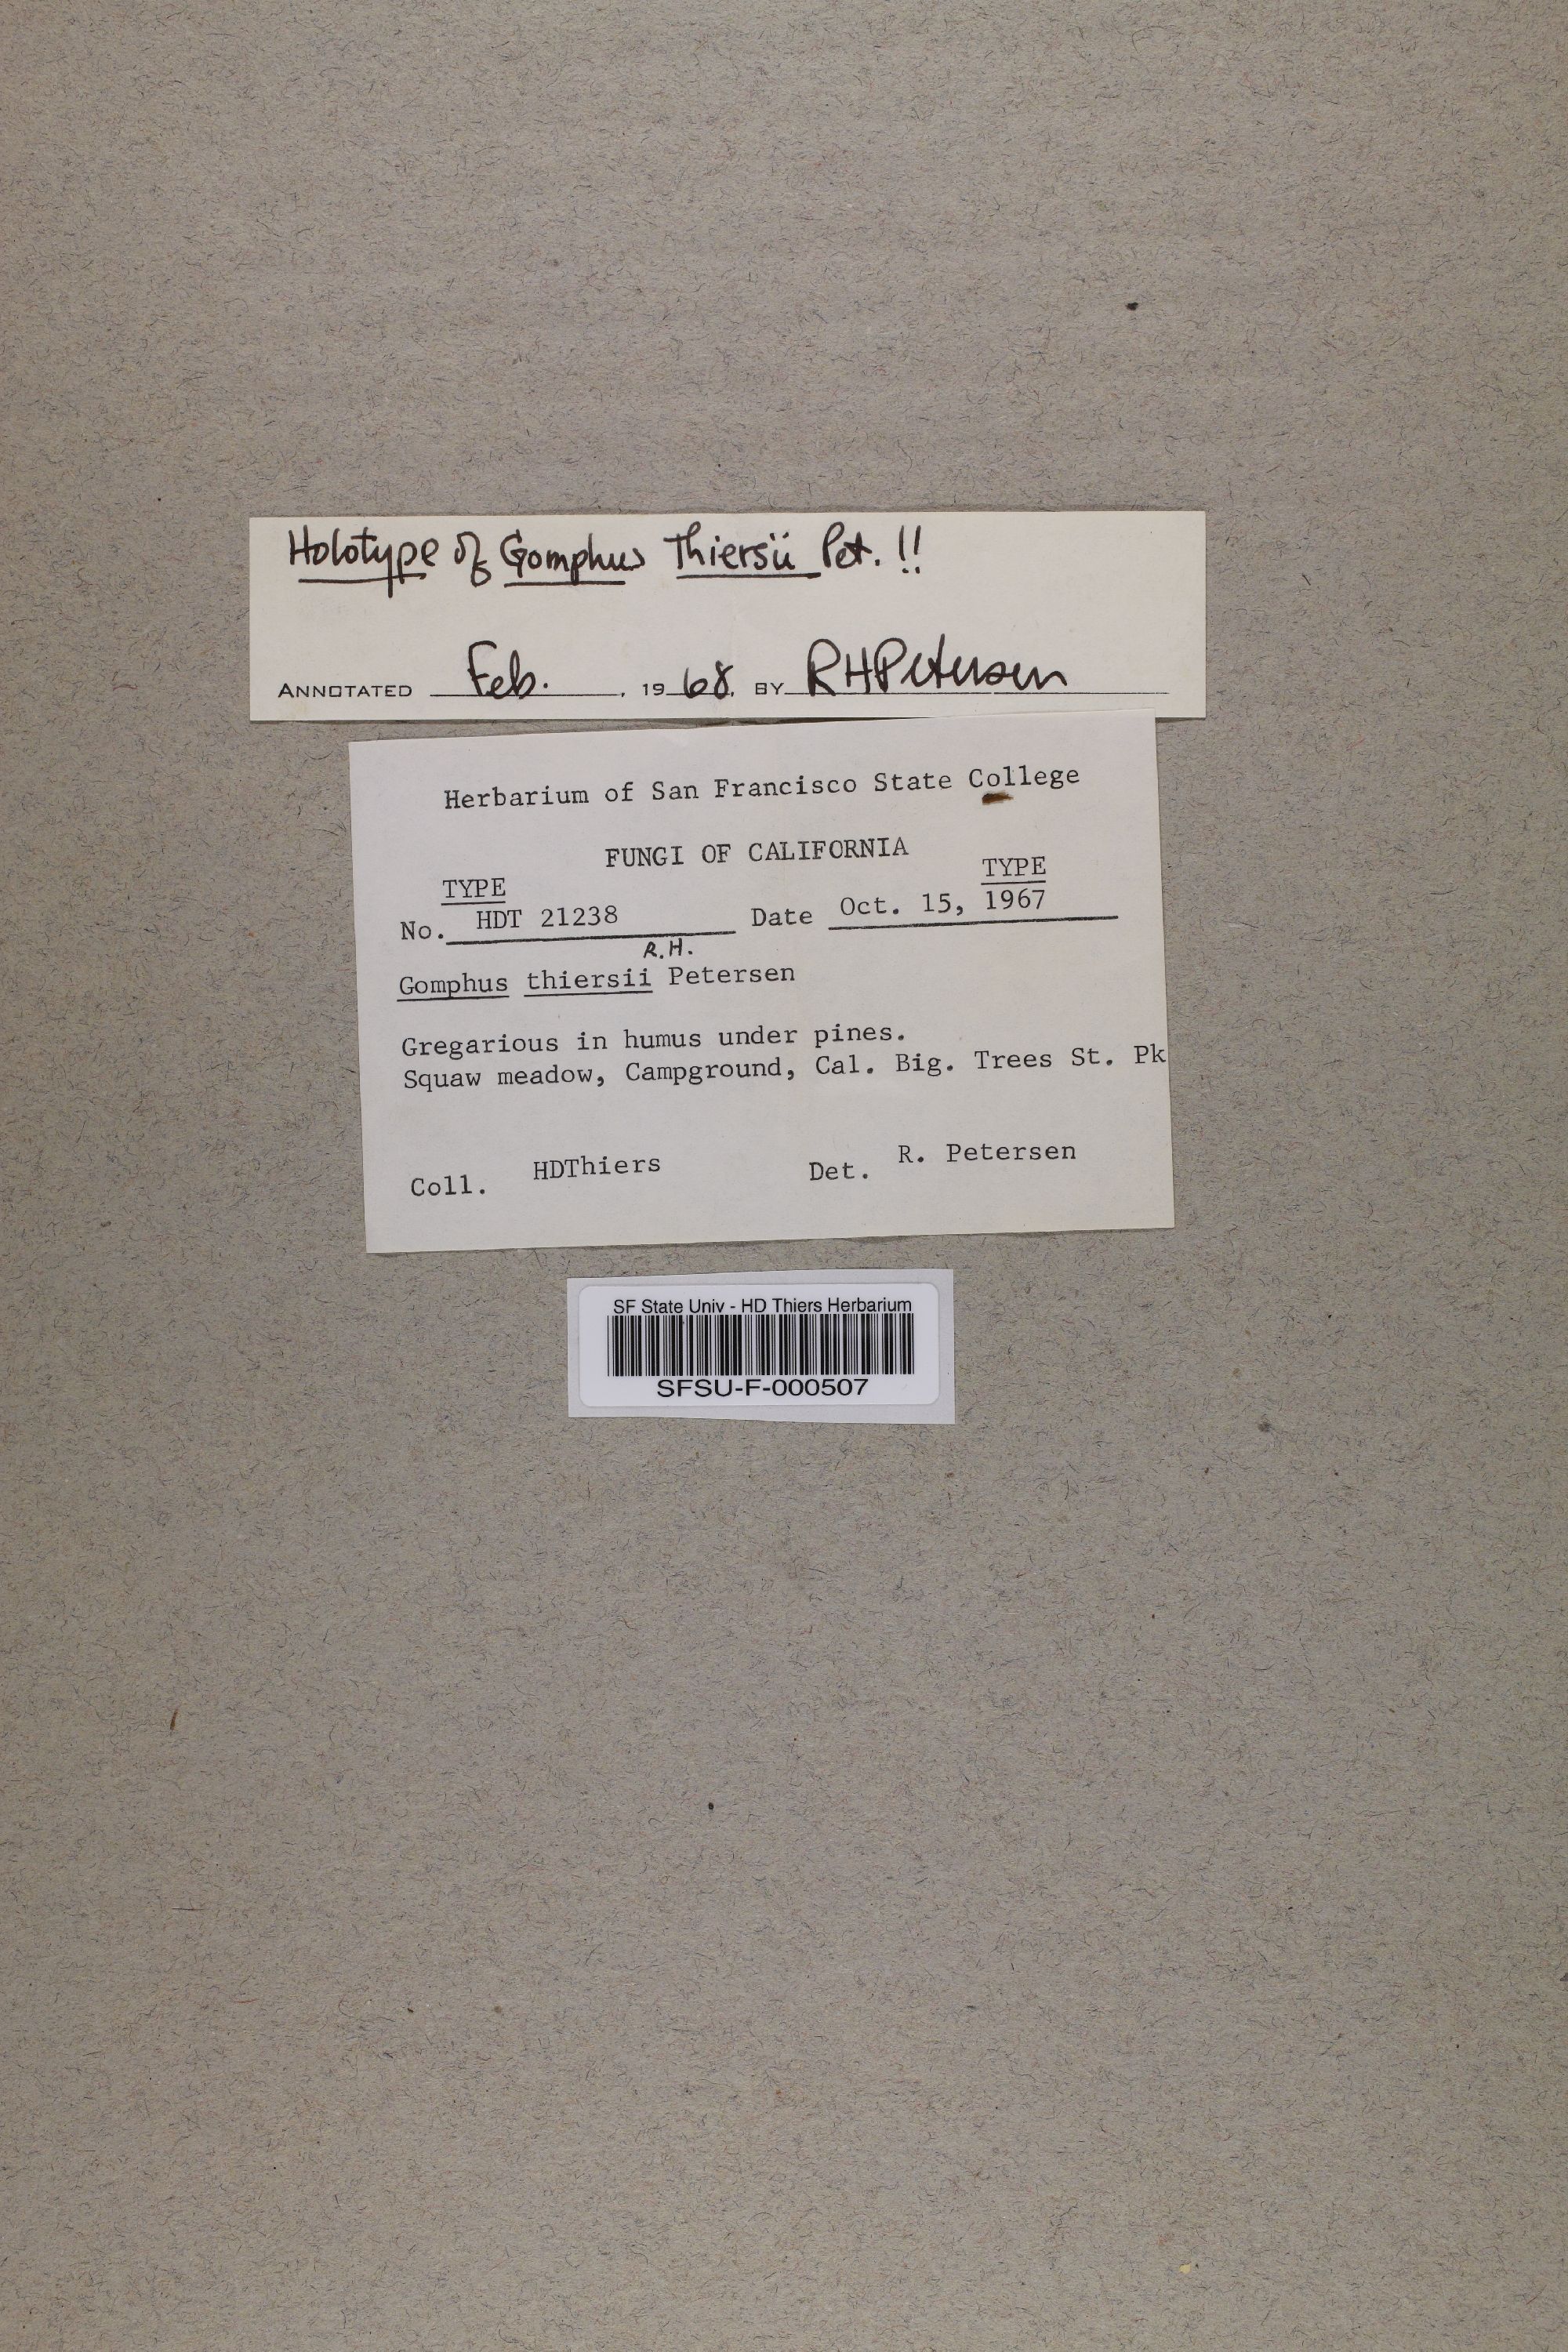 Holotype of Gomphus Thiersii Pet. !!
ANNOTATED Feb. , 1968. BY RHPetersen
Herbarium of San Francisco State College
FUNGI OF CALIFORNIA
TYPE TYPE
No. HDT 21238 Date Oct. 15, 1967
R.H.
Gomphus thiersii Petersen
Gregarious in humus under pines.
Squaw meadow, Campground, Cal. Big. Trees St. Pk
Coll. HDThiers Det. R. Petersen
SF State Univ - HD Thiers Herbarium
SFSU-F-000507